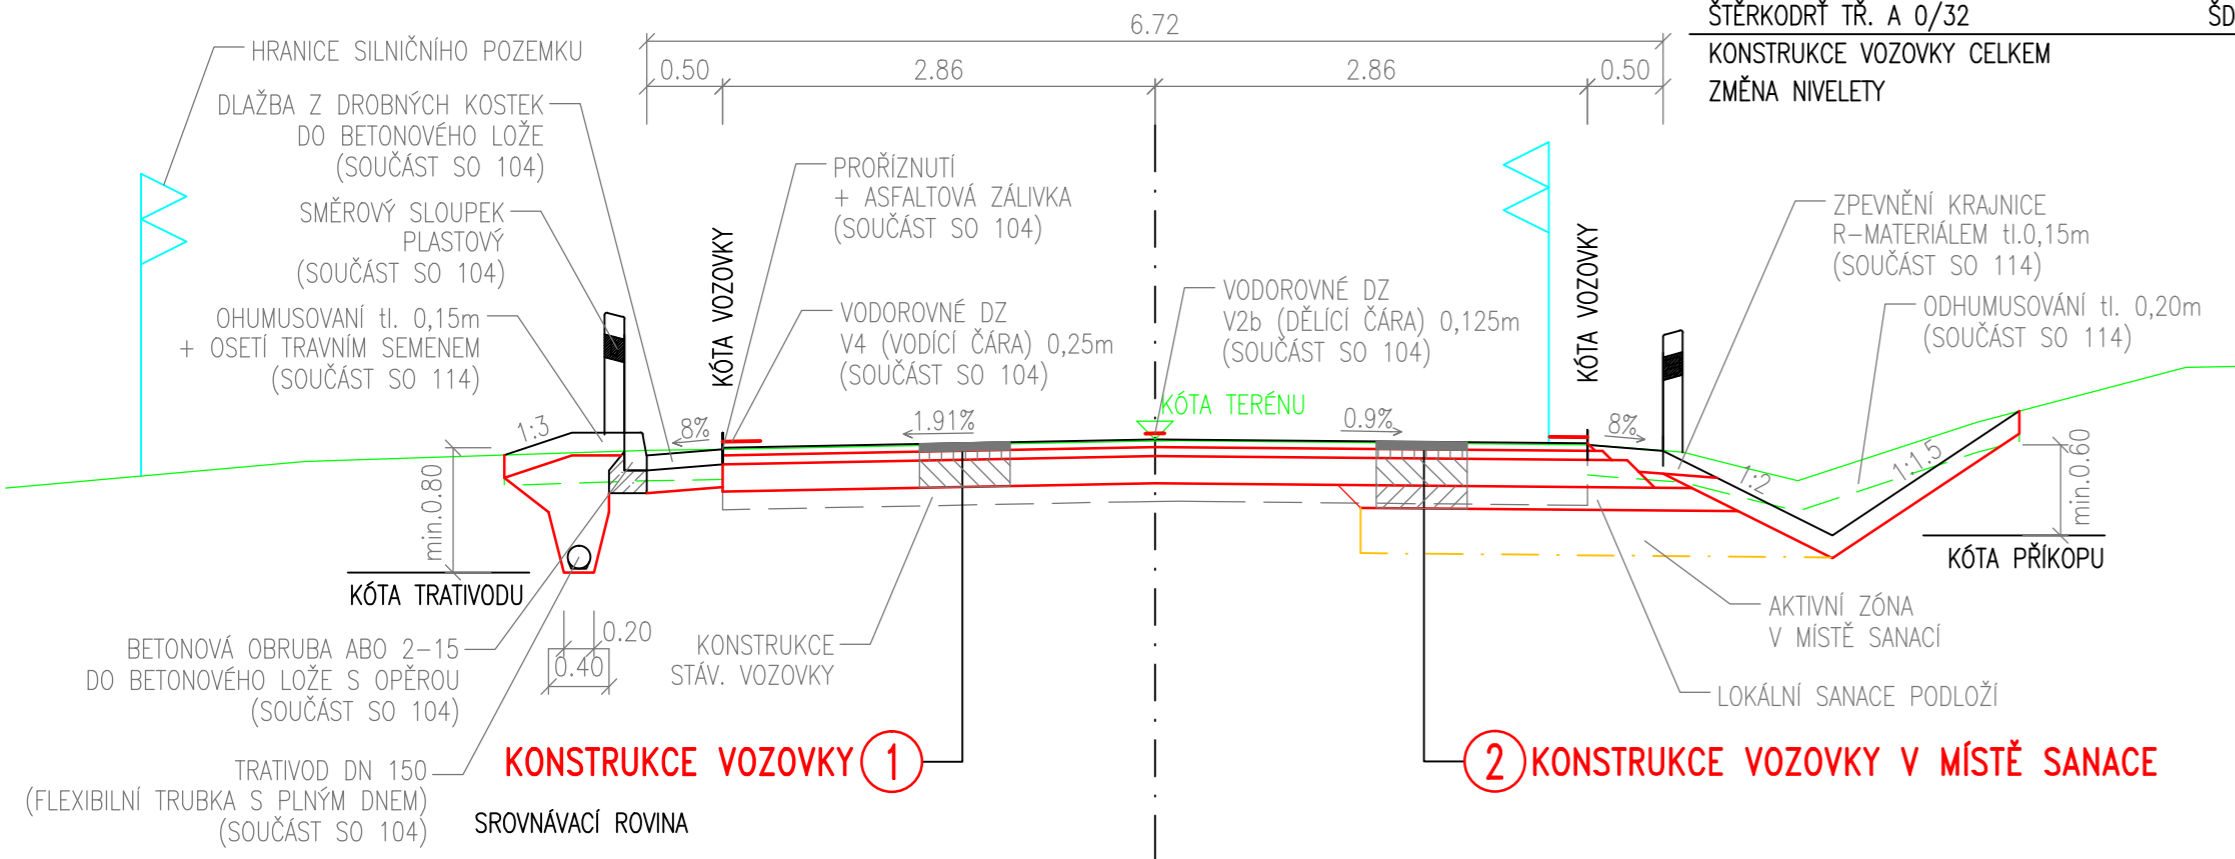 ŠTĚRKODRŤ TŘ. A 0/32 ŠD
KONSTRUKCE VOZOVKY CELKEM
ZMĚNA NIVELETY
6.72
0.50
2.86
2.86
0.50
HRANICE SILNIČNÍHO POZEMKU
DLAŽBA Z DROBNÝCH KOSTEK
DO BETONOVÉHO LOŽE
(SOUČÁST SO 104)
SMĚROVÝ SLOUPEK
PLASTOVÝ
(SOUČÁST SO 104)
OHUMUSOVÁNÍ tl. 0,15m
+ OSETÍ TRAVNÍM SEMENEM
(SOUČÁST SO 114)
KÓTA VOZOVKY
PROŘÍZNUTÍ
+ ASFALTOVÁ ZÁLIVKA
(SOUČÁST SO 104)
VODOROVNÉ DZ
V4 (VODÍCÍ ČÁRA) 0,25m
(SOUČÁST SO 104)
VODOROVNÉ DZ
V2b (DĚLÍCÍ ČÁRA) 0,125m
(SOUČÁST SO 104)
KÓTA VOZOVKY
ZPEVNĚNÍ KRAJNICE
R-MATERIÁLEM tl.0,15m
(SOUČÁST SO 114)
ODHUMUSOVÁNÍ tl. 0,20m
(SOUČÁST SO 114)
KÓTA TERÉNU
1:3
8%
1.91%
0.9%
8%
1:2
1:1.5
min.0.80
min.0.60
KÓTA TRATIVODU
KÓTA PŘÍKOPU
0.20
0.40
BETONOVÁ OBRUBA ABO 2-15
DO BETONOVÉHO LOŽE S OPĚROU
(SOUČÁST SO 104)
KONSTRUKCE
STÁV. VOZOVKY
AKTIVNÍ ZÓNA
V MÍSTĚ SANACÍ
LOKÁLNÍ SANACE PODLOŽÍ
KONSTRUKCE VOZOVKY 1
2 KONSTRUKCE VOZOVKY V MÍSTĚ SANACE
TRATIVOD DN 150
(FLEXIBILNÍ TRUBKA S PLNÝM DNEM)
(SOUČÁST SO 104)
SROVNÁVACÍ ROVINA